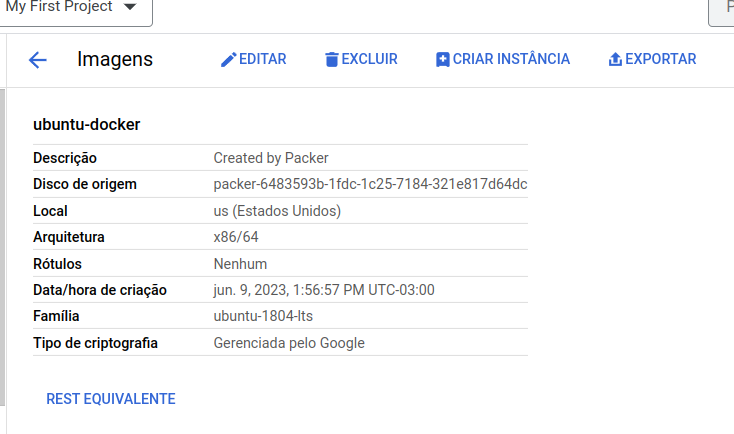 My First Project
P
Imagens EDITAR EXCLUIR CRIAR INSTÂNCIA EXPORTAR
ubuntu-docker
Descrição Created by Packer
Disco de origem packer-6483593b-1fdc-1c25-7184-321e817d64dc
Local us (Estados Unidos)
Arquitetura x86/64
Rótulos Nenhum
Data/hora de criação jun. 9, 2023, 1:56:57 PM UTC-03:00
Família ubuntu-1804-lts
Tipo de criptografia Gerenciada pelo Google
REST EQUIVALENTE